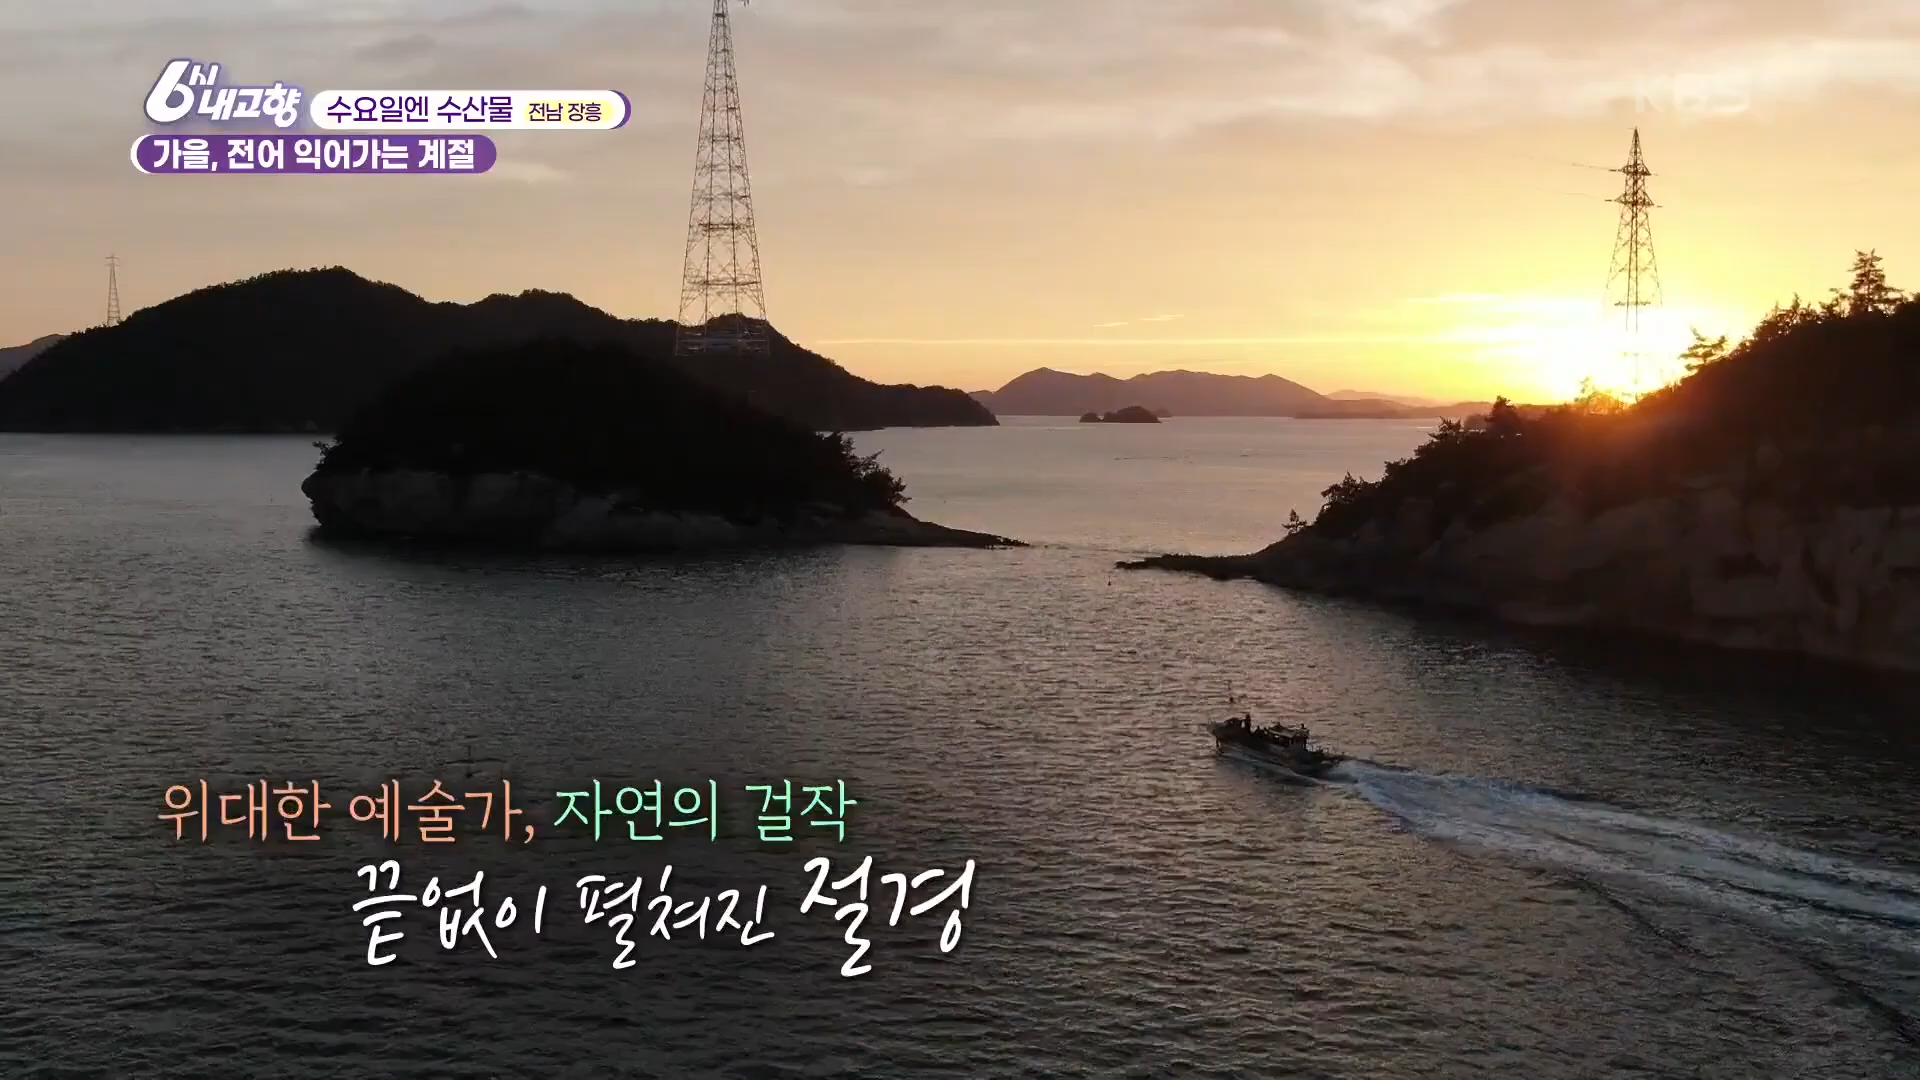 6시 내고향 수요일엔 수산물 전남 장흥
가을, 전어 익어가는 계절
KBS
위대한 예술가, 자연의 걸작
끝없이 펼쳐진 절경